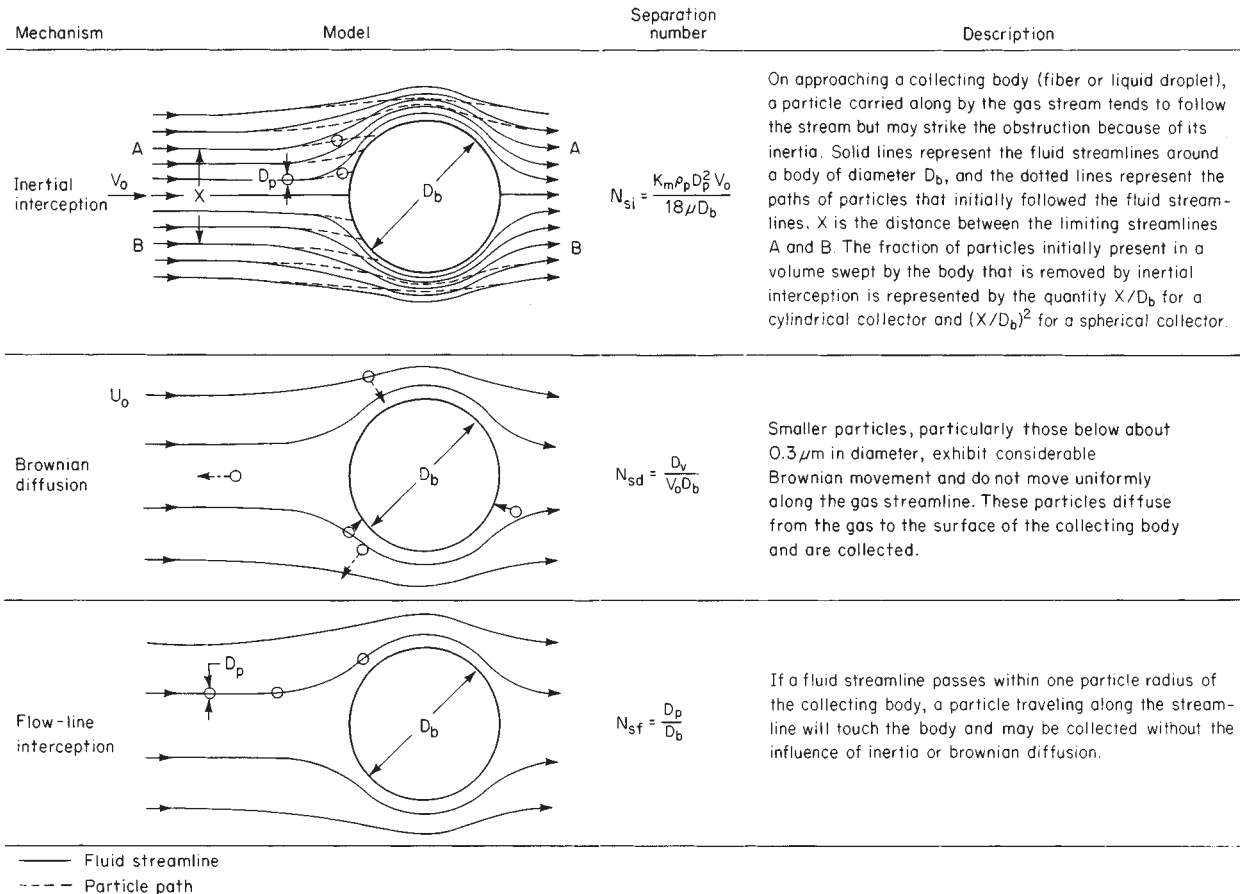 Mechanism
Model
Separation
number
Description
Inertial
interception
V₀
A
B
X
Dₚ
D_b
A
B
N_si = K_m ρ_p D_p² V_o / 18 μ D_b
On approaching a collecting body (fiber or liquid droplet),
a particle carried along by the gas stream tends to follow
the stream but may strike the obstruction because of its
inertia. Solid lines represent the fluid streamlines around
a body of diameter D_b, and the dotted lines represent the
paths of particles that initially followed the fluid stream-
lines. X is the distance between the limiting streamlines
A and B. The fraction of particles initially present in a
volume swept by the body that is removed by inertial
interception is represented by the quantity X/D_b for a
cylindrical collector and (X/D_b)² for a spherical collector.
Brownian
diffusion
U_o
D_b
N_sd = D_v / V_o D_b
Smaller particles, particularly those below about
0.3 μm in diameter, exhibit considerable
Brownian movement and do not move uniformly
along the gas streamline. These particles diffuse
from the gas to the surface of the collecting body
and are collected.
Flow-line
interception
D_p
D_b
N_sf = D_p / D_b
If a fluid streamline passes within one particle radius of
the collecting body, a particle traveling along the stream-
line will touch the body and may be collected without the
influence of inertia or brownian diffusion.
Fluid streamline
Particle path